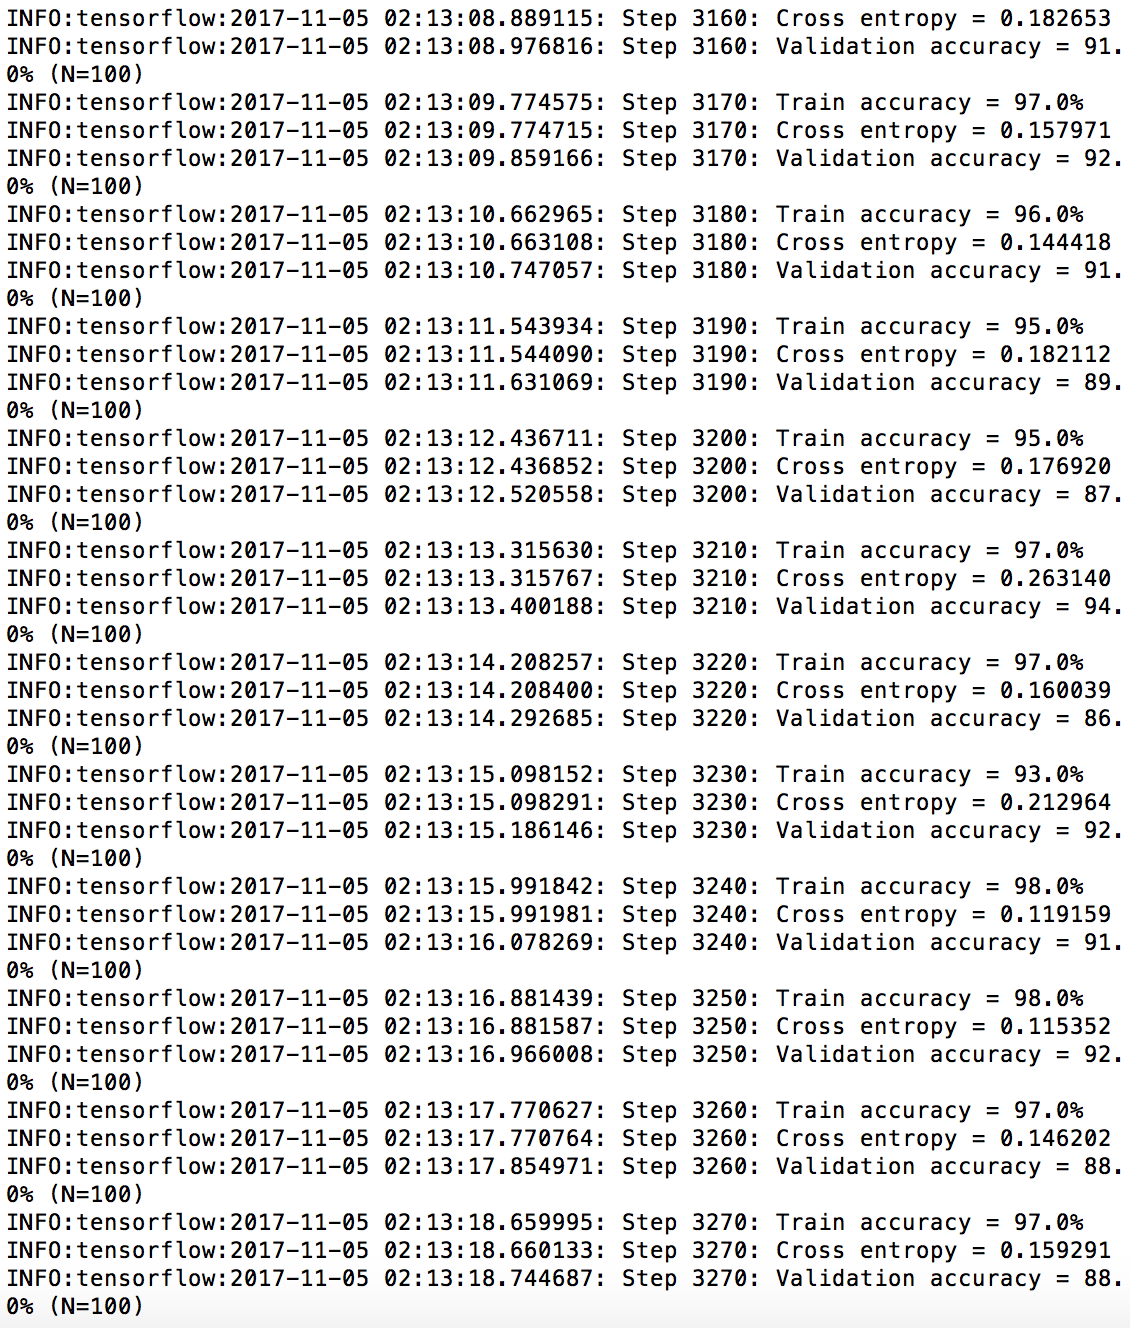 INFO:tensorflow:2017-11-05 02:13:08.889115: Step 3160: Cross entropy = 0.182653
INFO:tensorflow:2017-11-05 02:13:08.976816: Step 3160: Validation accuracy = 91.
0% (N=100)
INFO:tensorflow:2017-11-05 02:13:09.774575: Step 3170: Train accuracy = 97.0%
INFO:tensorflow:2017-11-05 02:13:09.774715: Step 3170: Cross entropy = 0.157971
INFO:tensorflow:2017-11-05 02:13:09.859166: Step 3170: Validation accuracy = 92.
0% (N=100)
INFO:tensorflow:2017-11-05 02:13:10.662965: Step 3180: Train accuracy = 96.0%
INFO:tensorflow:2017-11-05 02:13:10.663108: Step 3180: Cross entropy = 0.144418
INFO:tensorflow:2017-11-05 02:13:10.747057: Step 3180: Validation accuracy = 91.
0% (N=100)
INFO:tensorflow:2017-11-05 02:13:11.543934: Step 3190: Train accuracy = 95.0%
INFO:tensorflow:2017-11-05 02:13:11.544090: Step 3190: Cross entropy = 0.182112
INFO:tensorflow:2017-11-05 02:13:11.631069: Step 3190: Validation accuracy = 89.
0% (N=100)
INFO:tensorflow:2017-11-05 02:13:12.436711: Step 3200: Train accuracy = 95.0%
INFO:tensorflow:2017-11-05 02:13:12.436852: Step 3200: Cross entropy = 0.176920
INFO:tensorflow:2017-11-05 02:13:12.520558: Step 3200: Validation accuracy = 87.
0% (N=100)
INFO:tensorflow:2017-11-05 02:13:13.315630: Step 3210: Train accuracy = 97.0%
INFO:tensorflow:2017-11-05 02:13:13.315767: Step 3210: Cross entropy = 0.263140
INFO:tensorflow:2017-11-05 02:13:13.400188: Step 3210: Validation accuracy = 94.
0% (N=100)
INFO:tensorflow:2017-11-05 02:13:14.208257: Step 3220: Train accuracy = 97.0%
INFO:tensorflow:2017-11-05 02:13:14.208400: Step 3220: Cross entropy = 0.160039
INFO:tensorflow:2017-11-05 02:13:14.292685: Step 3220: Validation accuracy = 86.
0% (N=100)
INFO:tensorflow:2017-11-05 02:13:15.098152: Step 3230: Train accuracy = 93.0%
INFO:tensorflow:2017-11-05 02:13:15.098291: Step 3230: Cross entropy = 0.212964
INFO:tensorflow:2017-11-05 02:13:15.186146: Step 3230: Validation accuracy = 92.
0% (N=100)
INFO:tensorflow:2017-11-05 02:13:15.991842: Step 3240: Train accuracy = 98.0%
INFO:tensorflow:2017-11-05 02:13:15.991981: Step 3240: Cross entropy = 0.119159
INFO:tensorflow:2017-11-05 02:13:16.078269: Step 3240: Validation accuracy = 91.
0% (N=100)
INFO:tensorflow:2017-11-05 02:13:16.881439: Step 3250: Train accuracy = 98.0%
INFO:tensorflow:2017-11-05 02:13:16.881587: Step 3250: Cross entropy = 0.115352
INFO:tensorflow:2017-11-05 02:13:16.966008: Step 3250: Validation accuracy = 92.
0% (N=100)
INFO:tensorflow:2017-11-05 02:13:17.770627: Step 3260: Train accuracy = 97.0%
INFO:tensorflow:2017-11-05 02:13:17.770764: Step 3260: Cross entropy = 0.146202
INFO:tensorflow:2017-11-05 02:13:17.854971: Step 3260: Validation accuracy = 88.
0% (N=100)
INFO:tensorflow:2017-11-05 02:13:18.659995: Step 3270: Train accuracy = 97.0%
INFO:tensorflow:2017-11-05 02:13:18.660133: Step 3270: Cross entropy = 0.159291
INFO:tensorflow:2017-11-05 02:13:18.744687: Step 3270: Validation accuracy = 88.
0% (N=100)